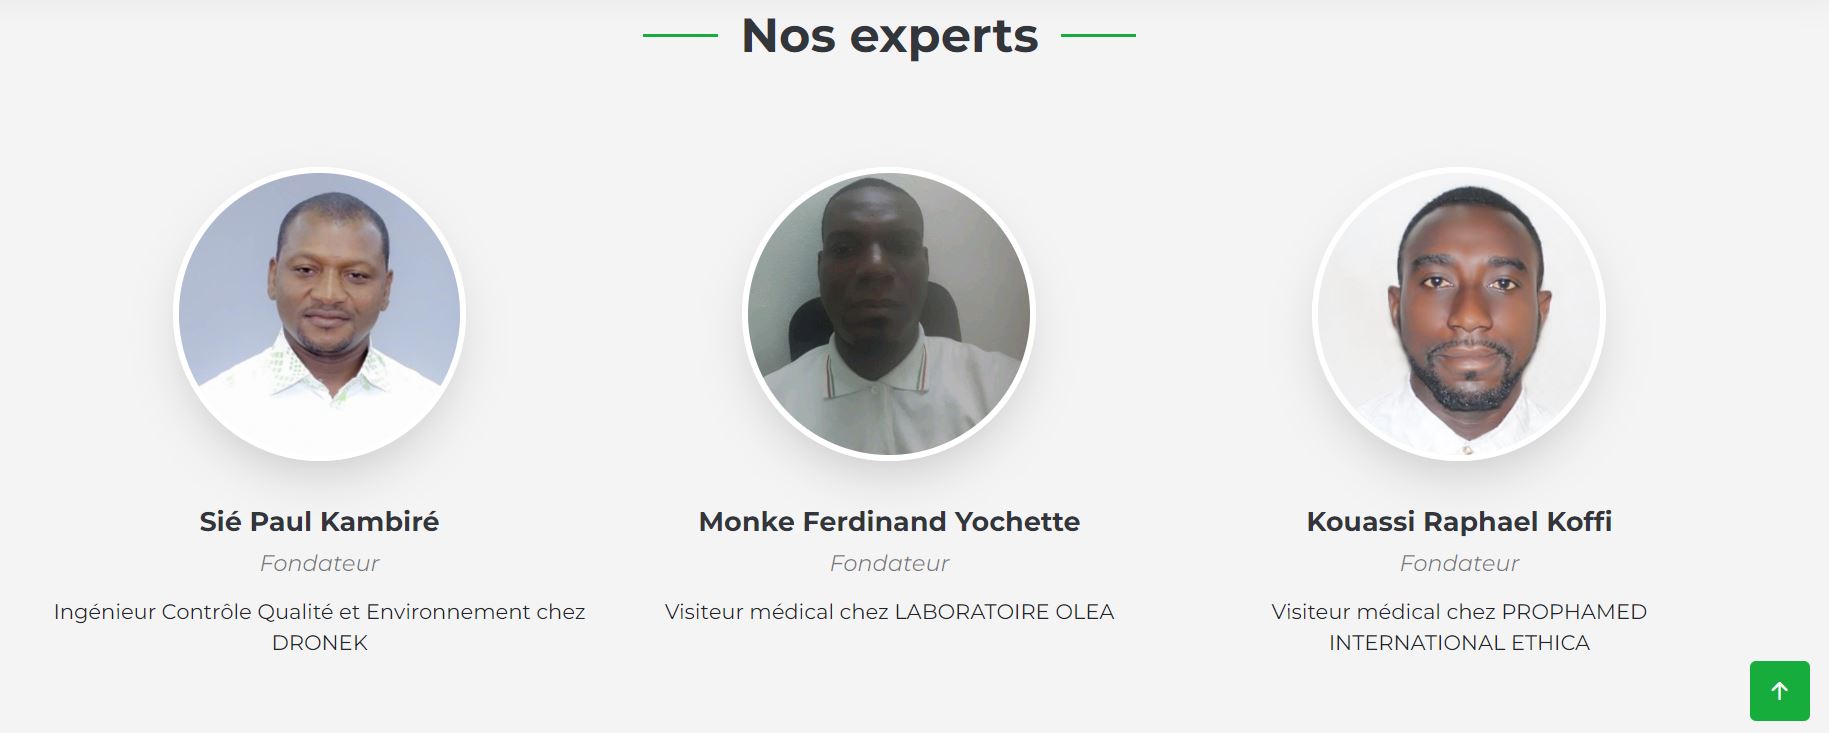 Nos experts
Sié Paul Kambiré
Fondateur
Ingénieur Contrôle Qualité et Environnement chez
DRONEK
Monke Ferdinand Yochette
Fondateur
Visiteur médical chez LABORATOIRE OLEA
Kouassi Raphael Koffi
Fondateur
Visiteur médical chez PROPHAMED
INTERNATIONAL ETHICA